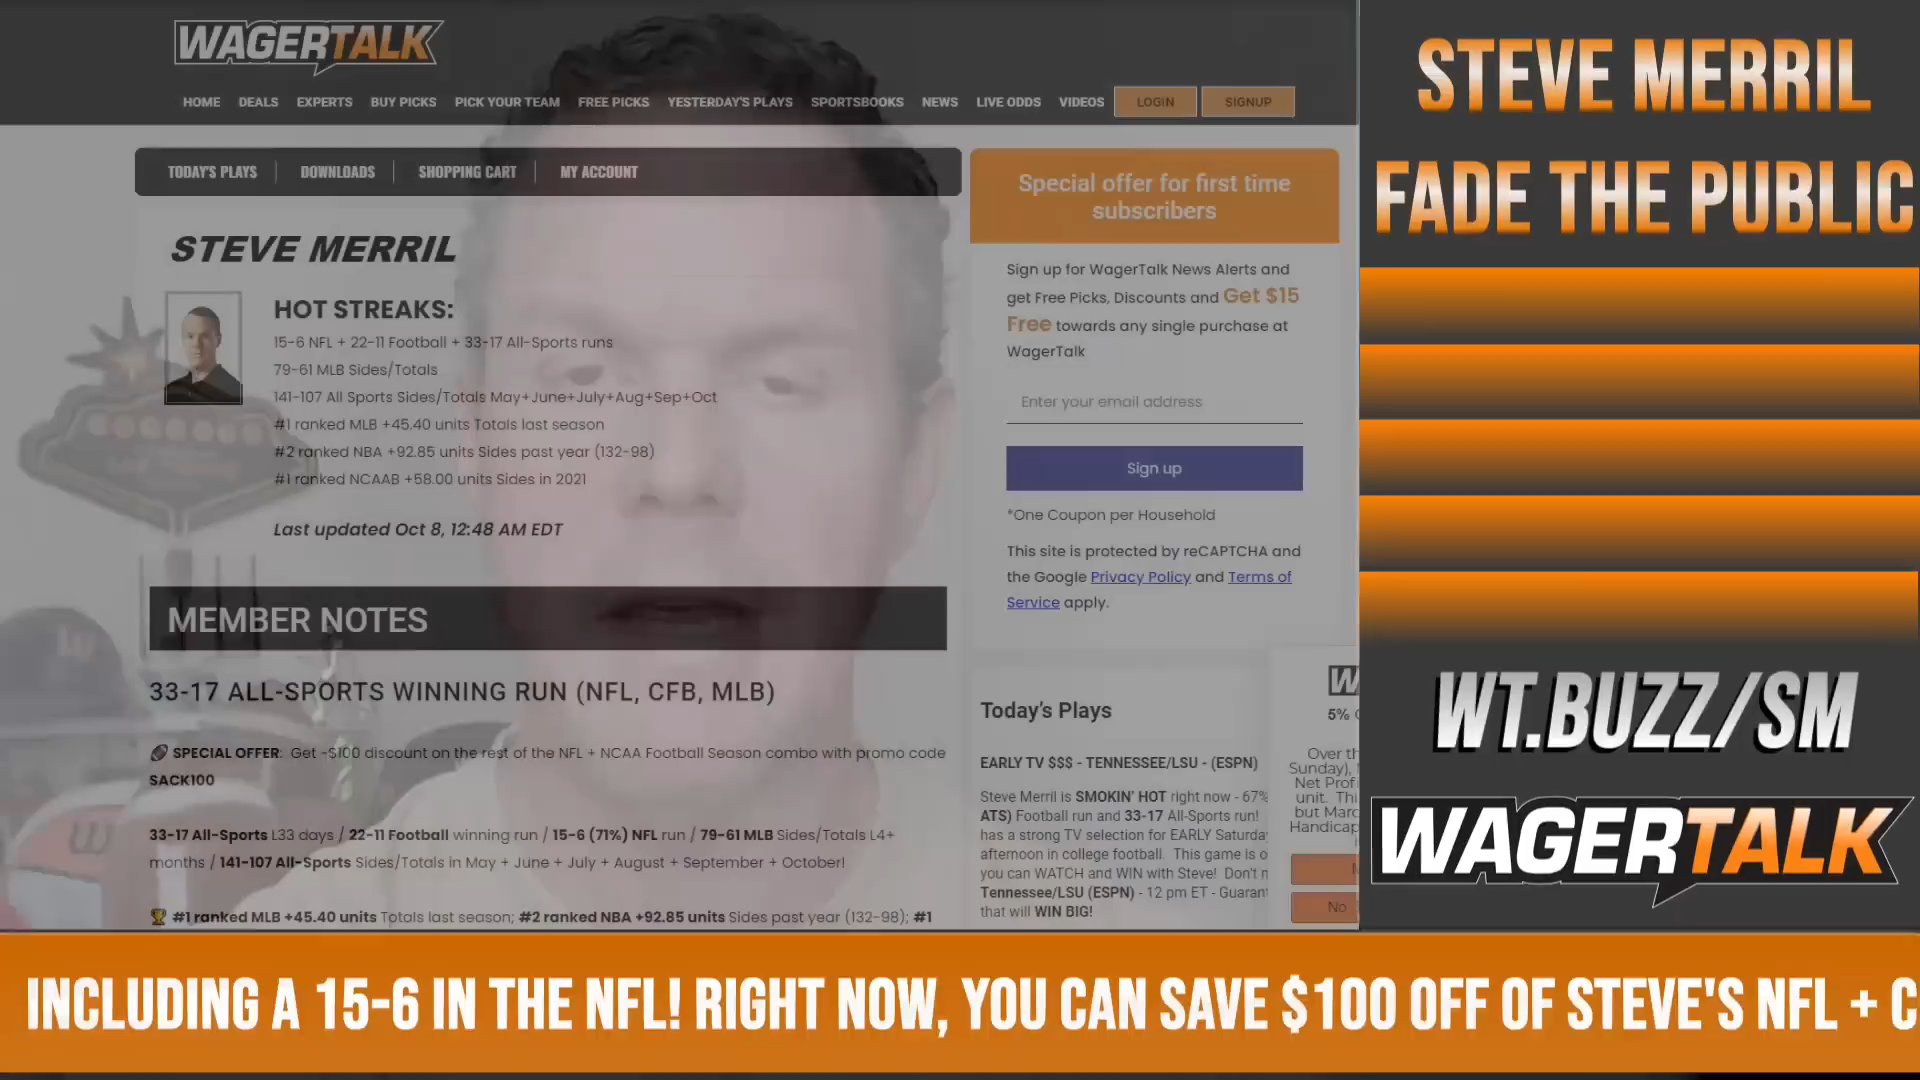 WAGERTALK
HOME DEALS EXPERTS BUY PICKS PICK YOUR TEAM FREE PICKS YESTERDAY'S PLAYS SPORTSBOOKS NEWS LIVE ODDS VIDEOS LOGIN SIGNUP
TODAY'S PLAYS DOWNLOADS SHOPPING CART MY ACCOUNT
STEVE MERRIL
HOT STREAKS:
15-6 NFL + 22-11 Football + 33-17 All-Sports runs
79-61 MLB Sides/Totals
141-107 All Sports Sides/Totals May+June+July+Aug+Sep+Oct
#1 ranked MLB +45.40 units Totals last season
#2 ranked NBA +92.85 units Sides past year (132-98)
#1 ranked NCAAB +58.00 units Sides in 2021
Last updated Oct 8, 12:48 AM EDT
MEMBER NOTES
33-17 ALL-SPORTS WINNING RUN (NFL, CFB, MLB)
SPECIAL OFFER: Get -$100 discount on the rest of the NFL + NCAA Football Season combo with promo code
SACK100
33-17 All-Sports L33 days / 22-11 Football winning run / 15-6 (71%) NFL run / 79-61 MLB Sides/Totals L4+
months / 141-107 All-Sports Sides/Totals in May + June + July + August + September + October!
#1 ranked MLB +45.40 units Totals last season; #2 ranked NBA +92.85 units Sides past year (132-98); #1
Special offer for first time
subscribers
Sign up for WagerTalk News Alerts and
get Free Picks, Discounts and Get $15
Free towards any single purchase at
WagerTalk
Enter your email address
Sign up
*One Coupon per Household
This site is protected by reCAPTCHA and
the Google Privacy Policy and Terms of
Service apply.
Today's Plays
EARLY TV $$$ - TENNESSEE/LSU - (ESPN)
Steve Merril is SMOKIN' HOT right now - 67%
ATS) Football run and 33-17 All-Sports run!
has a strong TV selection for EARLY Saturday
afternoon in college football. This game is o
you can WATCH and WIN with Steve! Don't m
Tennessee/LSU (ESPN) - 12 pm ET - Guarant
that will WIN BIG!
W
5%
Over th
Sunday),
Net Prof
unit. Thi
but Marc
Handicap
No
STEVE MERRIL
FADE THE PUBLIC
WT.BUZZ/SM
WAGERTALK
INCLUDING A 15-6 IN THE NFL! RIGHT NOW, YOU CAN SAVE $100 OFF OF STEVE'S NFL + C